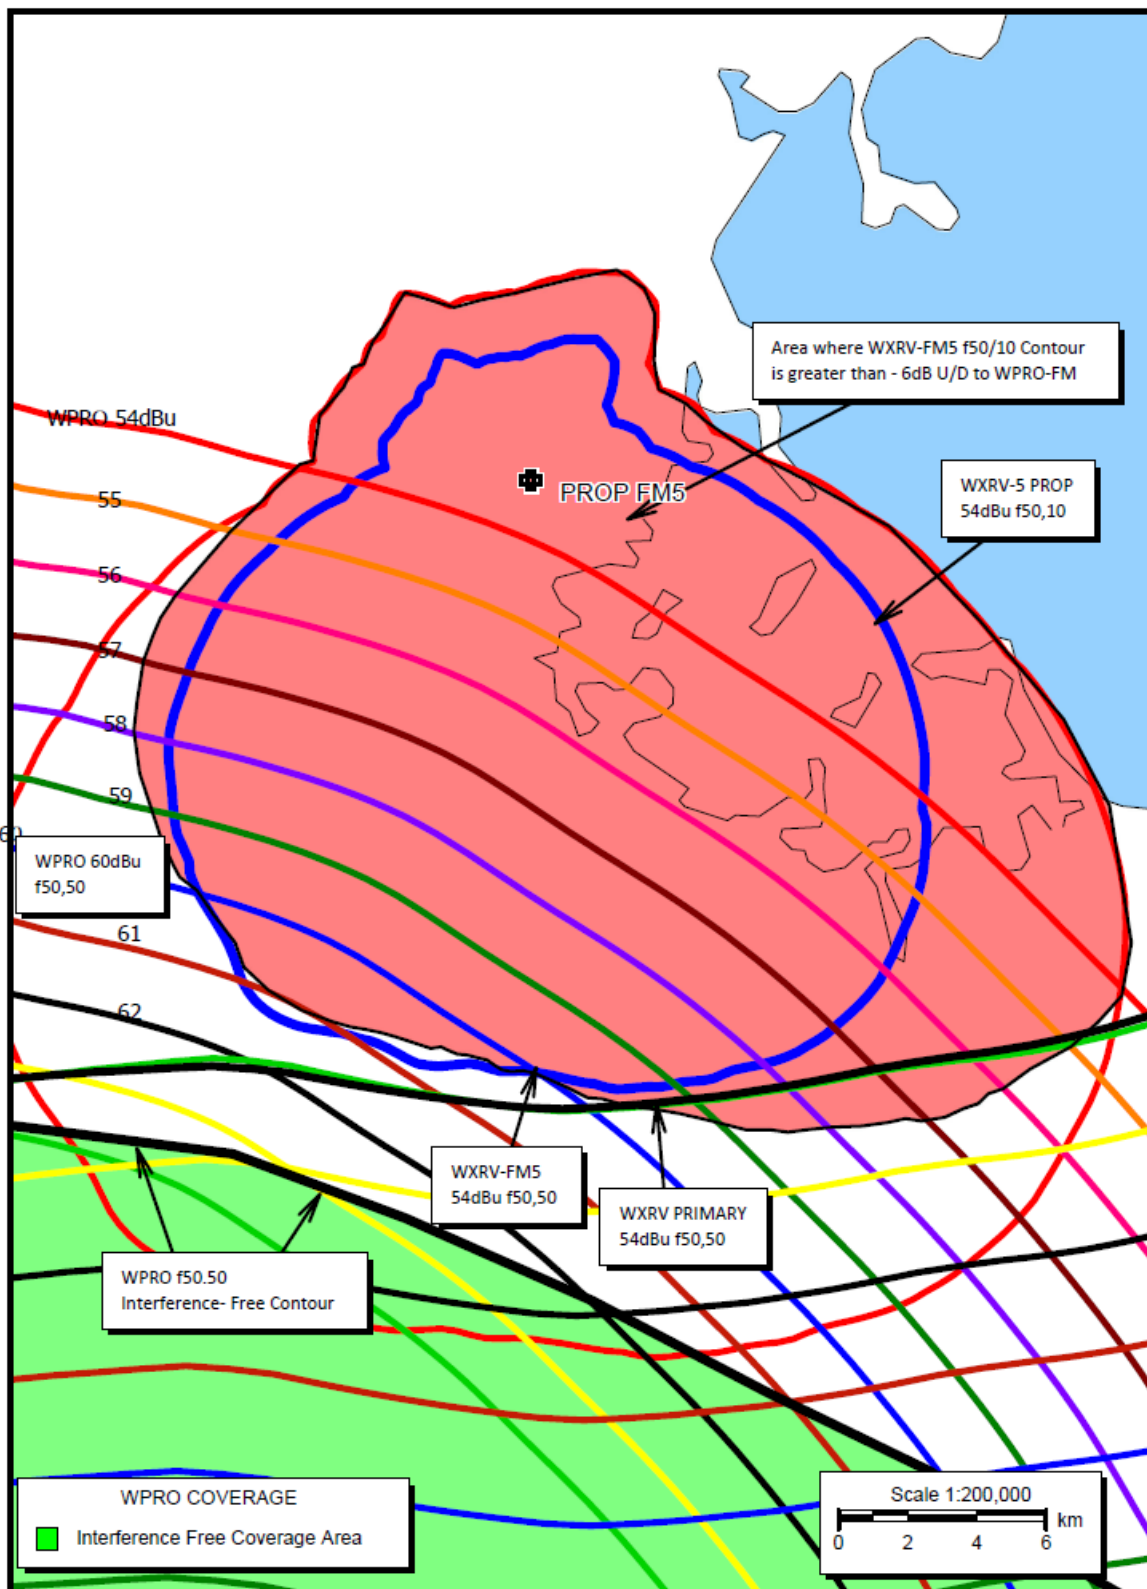 Area where WXRV-FM5 f50/10 Contour
is greater than - 6dB U/D to WPRO-FM
WPRO 54dBu
PROP FM5
WXRV-5 PROP
54dBu f50,10
55
56
57
58
59
60
WPRO 60dBu
f50,50
61
62
WXRV-FM5
54dBu f50,50
WXRV PRIMARY
54dBu f50,50
WPRO f50.50
Interference- Free Contour
WPRO COVERAGE
Interference Free Coverage Area
Scale 1:200,000
km
0 2 4 6